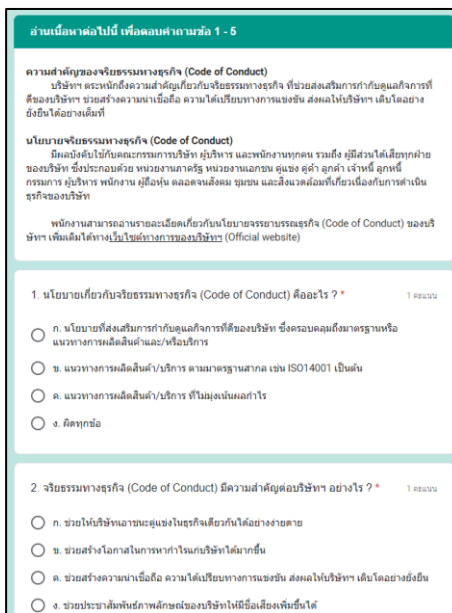 อ่านเนื้อหาต่อไปนี้ เพื่อตอบคำถามข้อ 1 - 5
ความสำคัญของจริยธรรมทางธุรกิจ (Code of Conduct)
บริษัทฯ ตระหนักถึงความสำคัญเกี่ยวกับจริยธรรมทางธุรกิจ ที่ช่วยส่งเสริมการกำกับดูแลกิจการที่
ดีของบริษัทฯ ช่วยสร้างความน่าเชื่อถือ ความได้เปรียบทางการแข่งขัน ส่งผลให้บริษัทฯ เติบโตอย่าง
ยั่งยืนได้อย่างเต็มที่
นโยบายจริยธรรมทางธุรกิจ (Code of Conduct)
มีผลบังคับใช้กับคณะกรรมการบริษัท ผู้บริหาร และพนักงานทุกคน รวมถึง ผู้มีส่วนได้เสียทุกฝ่าย
ของบริษัท ซึ่งประกอบด้วย หน่วยงานภาครัฐ หน่วยงานเอกชน คู่แข่ง คู่ค้า ลูกค้า เจ้าหนี้ ลูกหนี้
กรรมการ ผู้บริหาร พนักงาน ผู้ถือหุ้น ตลอดจนสังคม ชุมชน และสิ่งแวดล้อมที่เกี่ยวเนื่องกับการดำเนิน
ธุรกิจของบริษัท
พนักงานสามารถอ่านรายละเอียดเกี่ยวกับนโยบายจรรยาบรรณธุรกิจ (Code of Conduct) ของบริ
ษัทฯ เพิ่มเติมได้ทางเว็บไซต์ทางการของบริษัทฯ (Official website)
1. นโยบายเกี่ยวกับจริยธรรมทางธุรกิจ (Code of Conduct) คืออะไร ? * 1 คะแนน
ก. นโยบายที่ส่งเสริมการกำกับดูแลกิจการที่ดีของบริษัท ซึ่งครอบคลุมถึงมาตรฐานหรือ
แนวทางการผลิตสินค้าและ/หรือบริการ
ข. แนวทางการผลิตสินค้า/บริการ ตามมาตรฐานสากล เช่น ISO14001 เป็นต้น
ค. แนวทางการผลิตสินค้า/บริการ ที่ไม่มุ่งเน้นผลกำไร
ง. ผิดทุกข้อ
2. จริยธรรมทางธุรกิจ (Code of Conduct) มีความสำคัญต่อบริษัทฯ อย่างไร ? * 1 คะแนน
ก. ช่วยให้บริษัทเอาชนะคู่แข่งในธุรกิจเดียวกันได้อย่างง่ายดาย
ข. ช่วยสร้างโอกาสในการหากำไรแก่บริษัทได้มากขึ้น
ค. ช่วยสร้างความน่าเชื่อถือ ความได้เปรียบทางการแข่งขัน ส่งผลให้บริษัทฯ เติบโตอย่างยั่งยืน
ง. ช่วยประชาสัมพันธ์ภาพลักษณ์ของบริษัทให้มีชื่อเสียงเพิ่มขึ้นได้